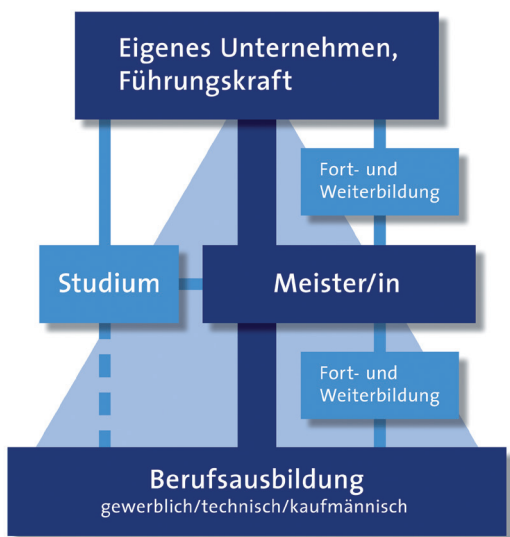 Eigenes Unternehmen,
Führungskraft
Fort- und
Weiterbildung
Studium
Meister/in
Fort- und
Weiterbildung
Berufsausbildung
gewerblich/technisch/kaufmännisch